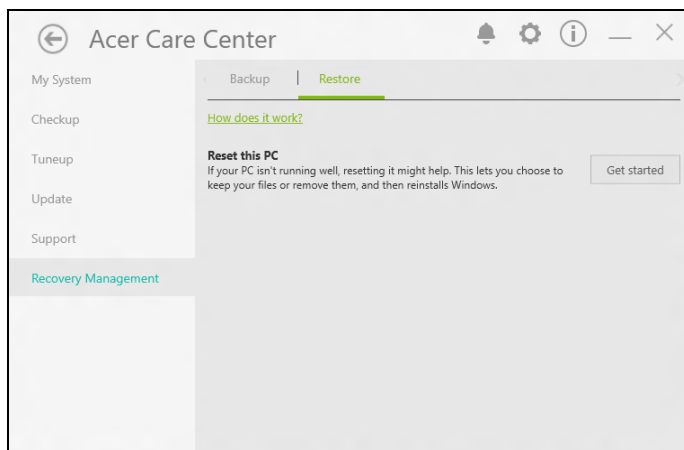 Acer Care Center
My System
Checkup
Tuneup
Update
Support
Recovery Management
Backup
Restore
How does it work?
Reset this PC
If your PC isn't running well, resetting it might help. This lets you choose to
keep your files or remove them, and then reinstalls Windows.
Get started